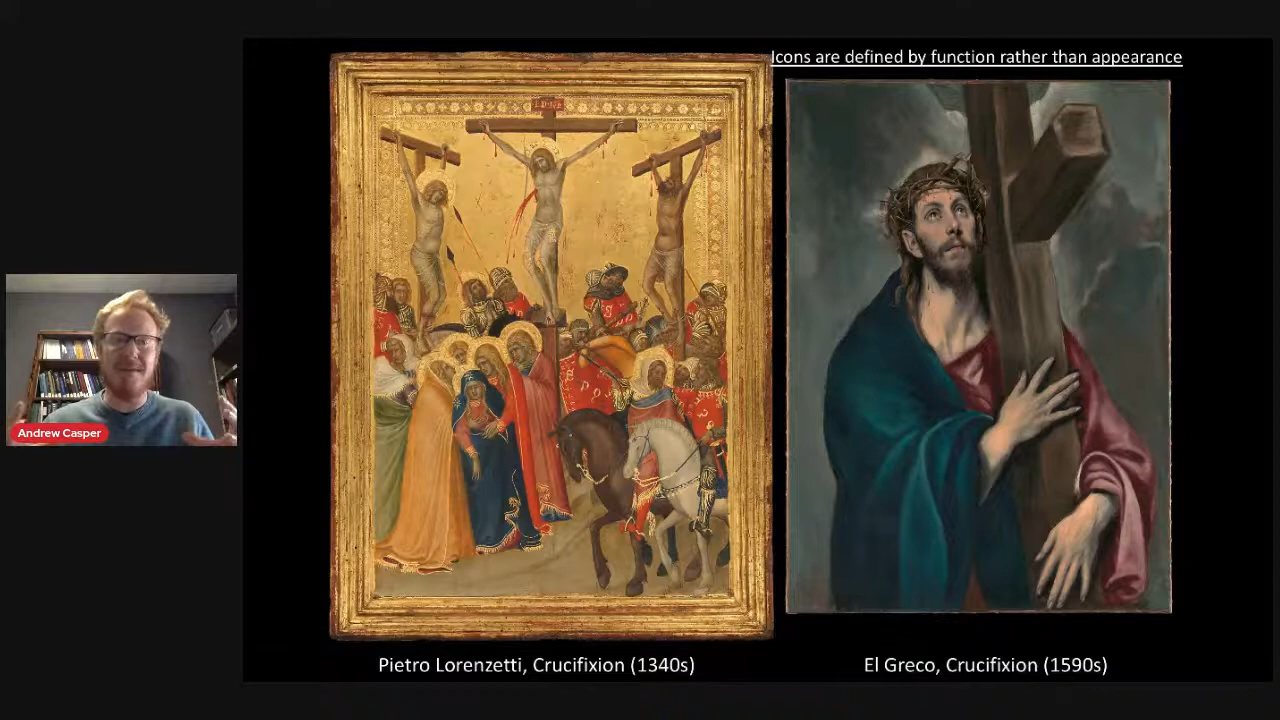 Icons are defined by function rather than appearance
Andrew Casper
Pietro Lorenzetti, Crucifixion (1340s)
El Greco, Crucifixion (1590s)